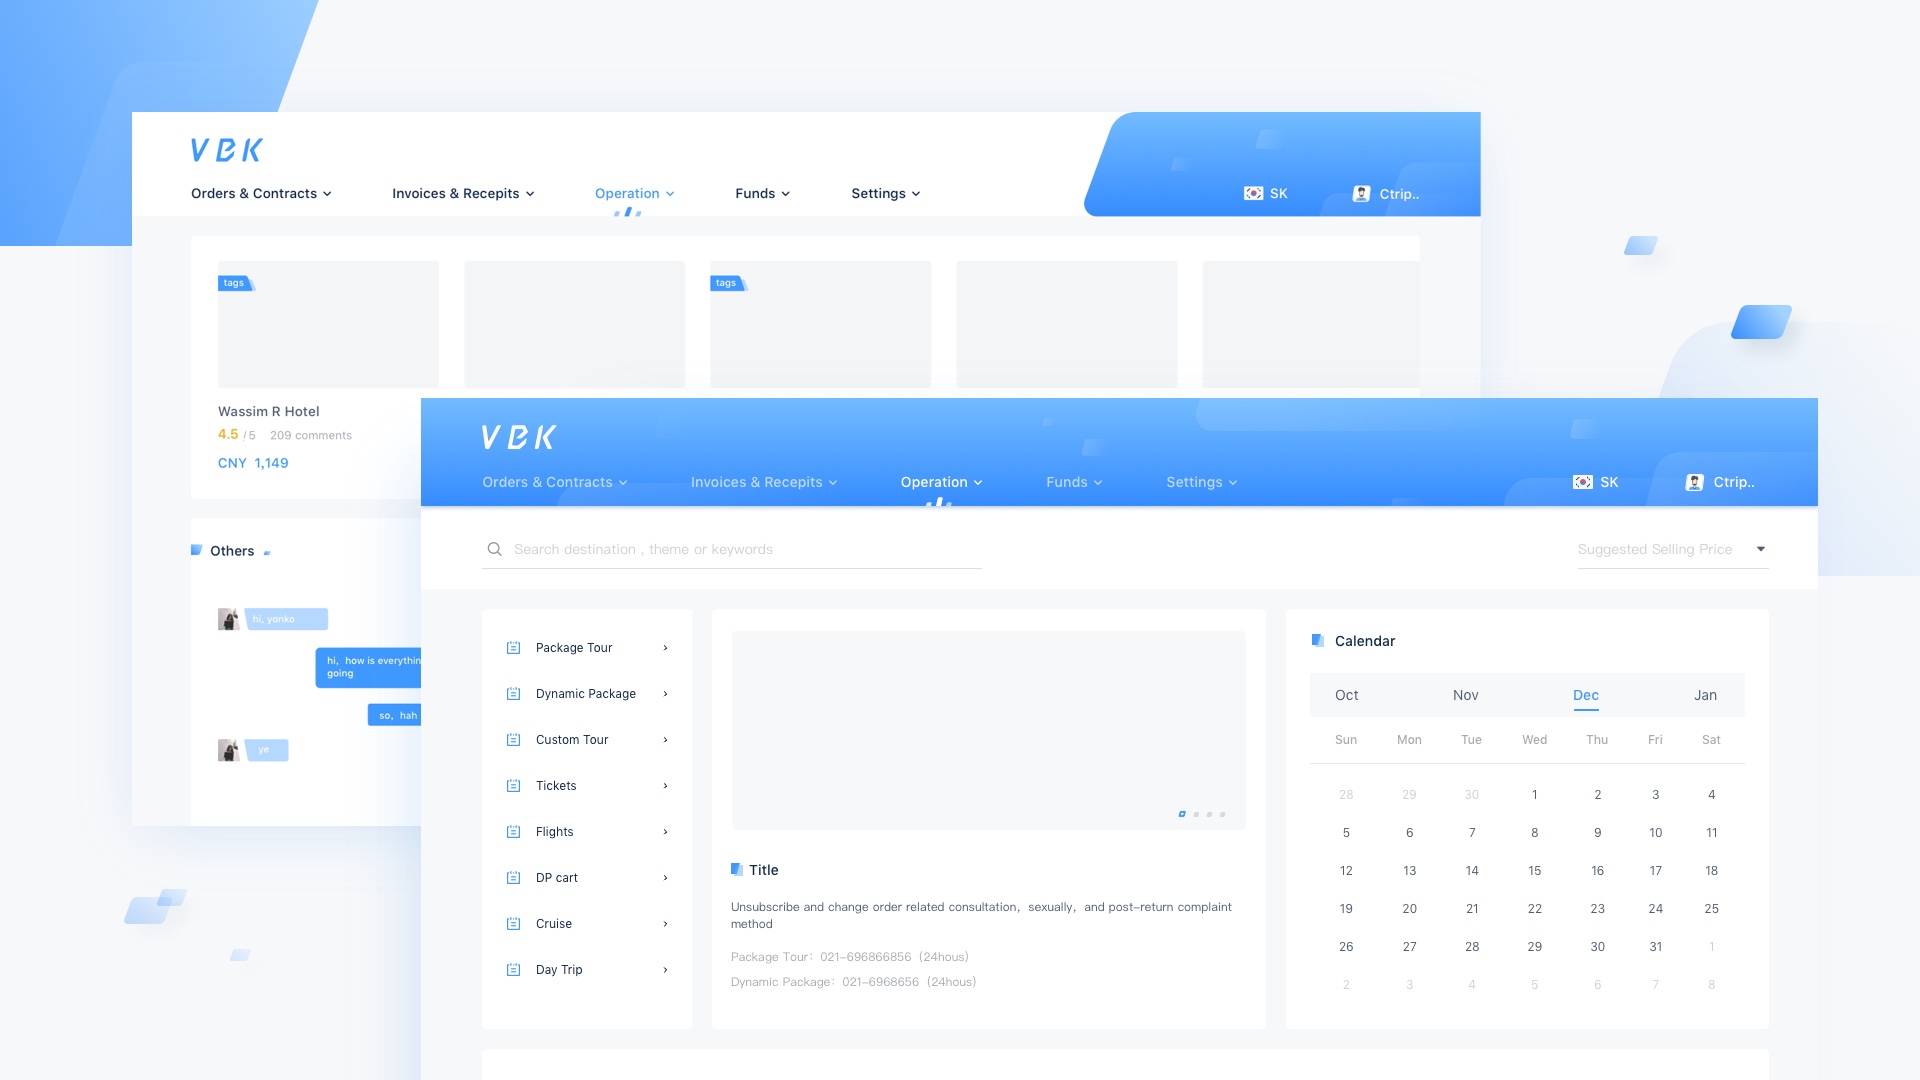 VBK
Orders & Contracts
Invoices & Recepits
Operation
Funds
Settings
SK
Ctrip..
tags
tags
Wassim R Hotel
4.5 /5 209 comments
CNY 1,149
Others
hi, yonko
hi, how is everythin
going
so, hah
ye
VBK
Orders & Contracts
Invoices & Recepits
Operation
Funds
Settings
SK
Ctrip..
Search destination , theme or keywords
Suggested Selling Price
Package Tour
Dynamic Package
Custom Tour
Tickets
Flights
DP cart
Cruise
Day Trip
Title
Unsubscribe and change order related consultation, sexually, and post-return complaint
method
Package Tour: 021-696866856 (24hous)
Dynamic Package: 021-6968656 (24hous)
Calendar
Oct Nov Dec Jan
Sun Mon Tue Wed Thu Fri Sat
28 29 30 1 2 3 4
5 6 7 8 9 10 11
12 13 14 15 16 17 18
19 20 21 22 23 24 25
26 27 28 29 30 31 1
2 3 4 5 6 7 8